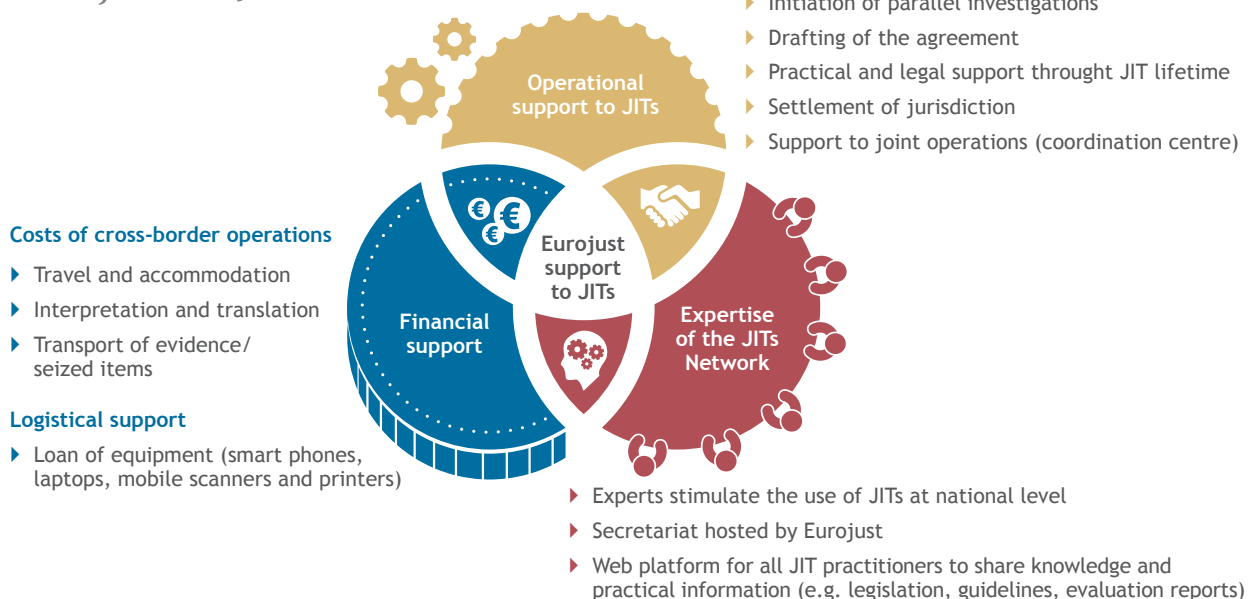 Initiation of parallel investigations
Drafting of the agreement
Practical and legal support throught JIT lifetime
Settlement of jurisdiction
Support to joint operations (coordination centre)
Operational
support to JITs
Eurojust
support
to JITs
Financial
support
Expertise
of the JITs
Network
Costs of cross-border operations
Travel and accommodation
Interpretation and translation
Transport of evidence/
seized items
Logistical support
Loan of equipment (smart phones,
laptops, mobile scanners and printers)
Experts stimulate the use of JITs at national level
Secretariat hosted by Eurojust
Web platform for all JIT practitioners to share knowledge and
practical information (e.g. legislation, guidelines, evaluation reports)